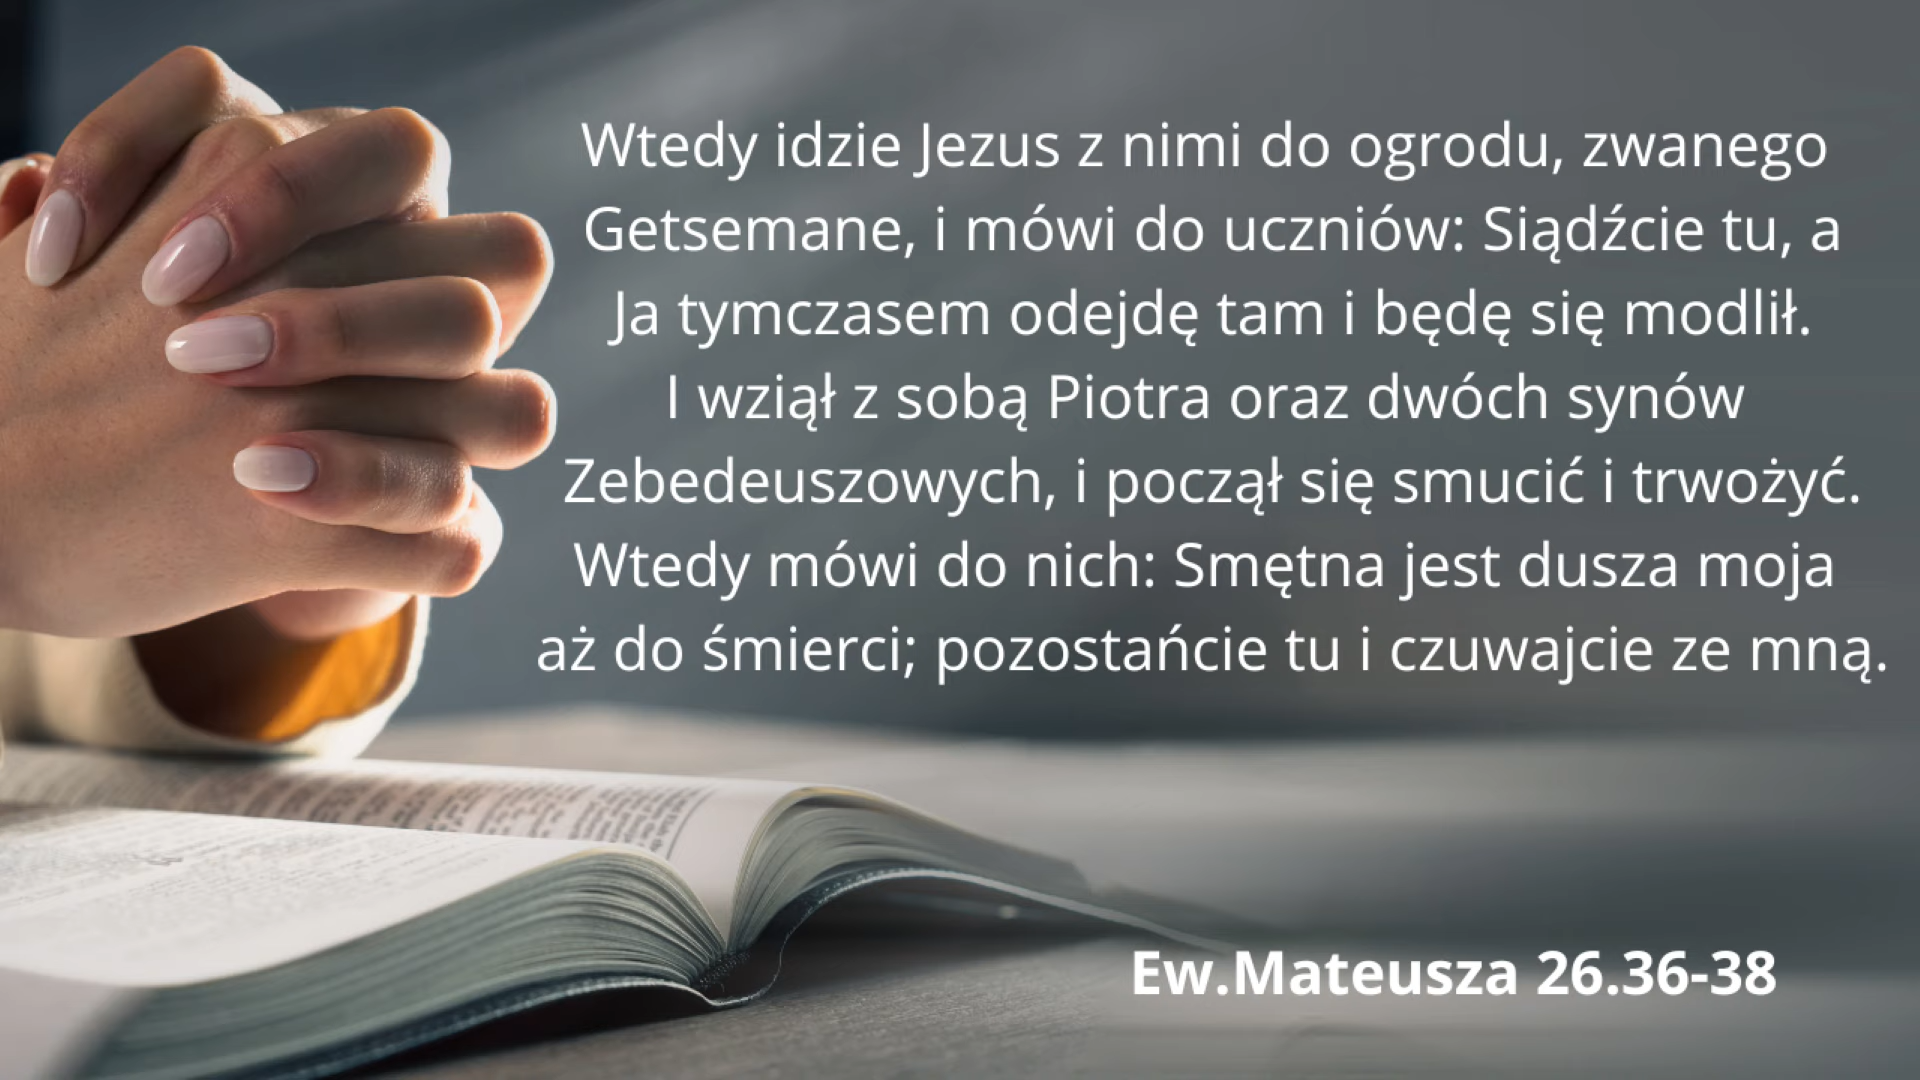 Wtedy idzie Jezus z nimi do ogrodu, zwanego
Getsemane, i mówi do uczniów: Siądźcie tu, a
Ja tymczasem odejdę tam i będę się modlił.
I wziął z sobą Piotra oraz dwóch synów
Zebedeuszowych, i począł się smucić i trwożyć.
Wtedy mówi do nich: Smętna jest dusza moja
aż do śmierci; pozostańcie tu i czuwajcie ze mną.
Ew.Mateusza 26.36-38